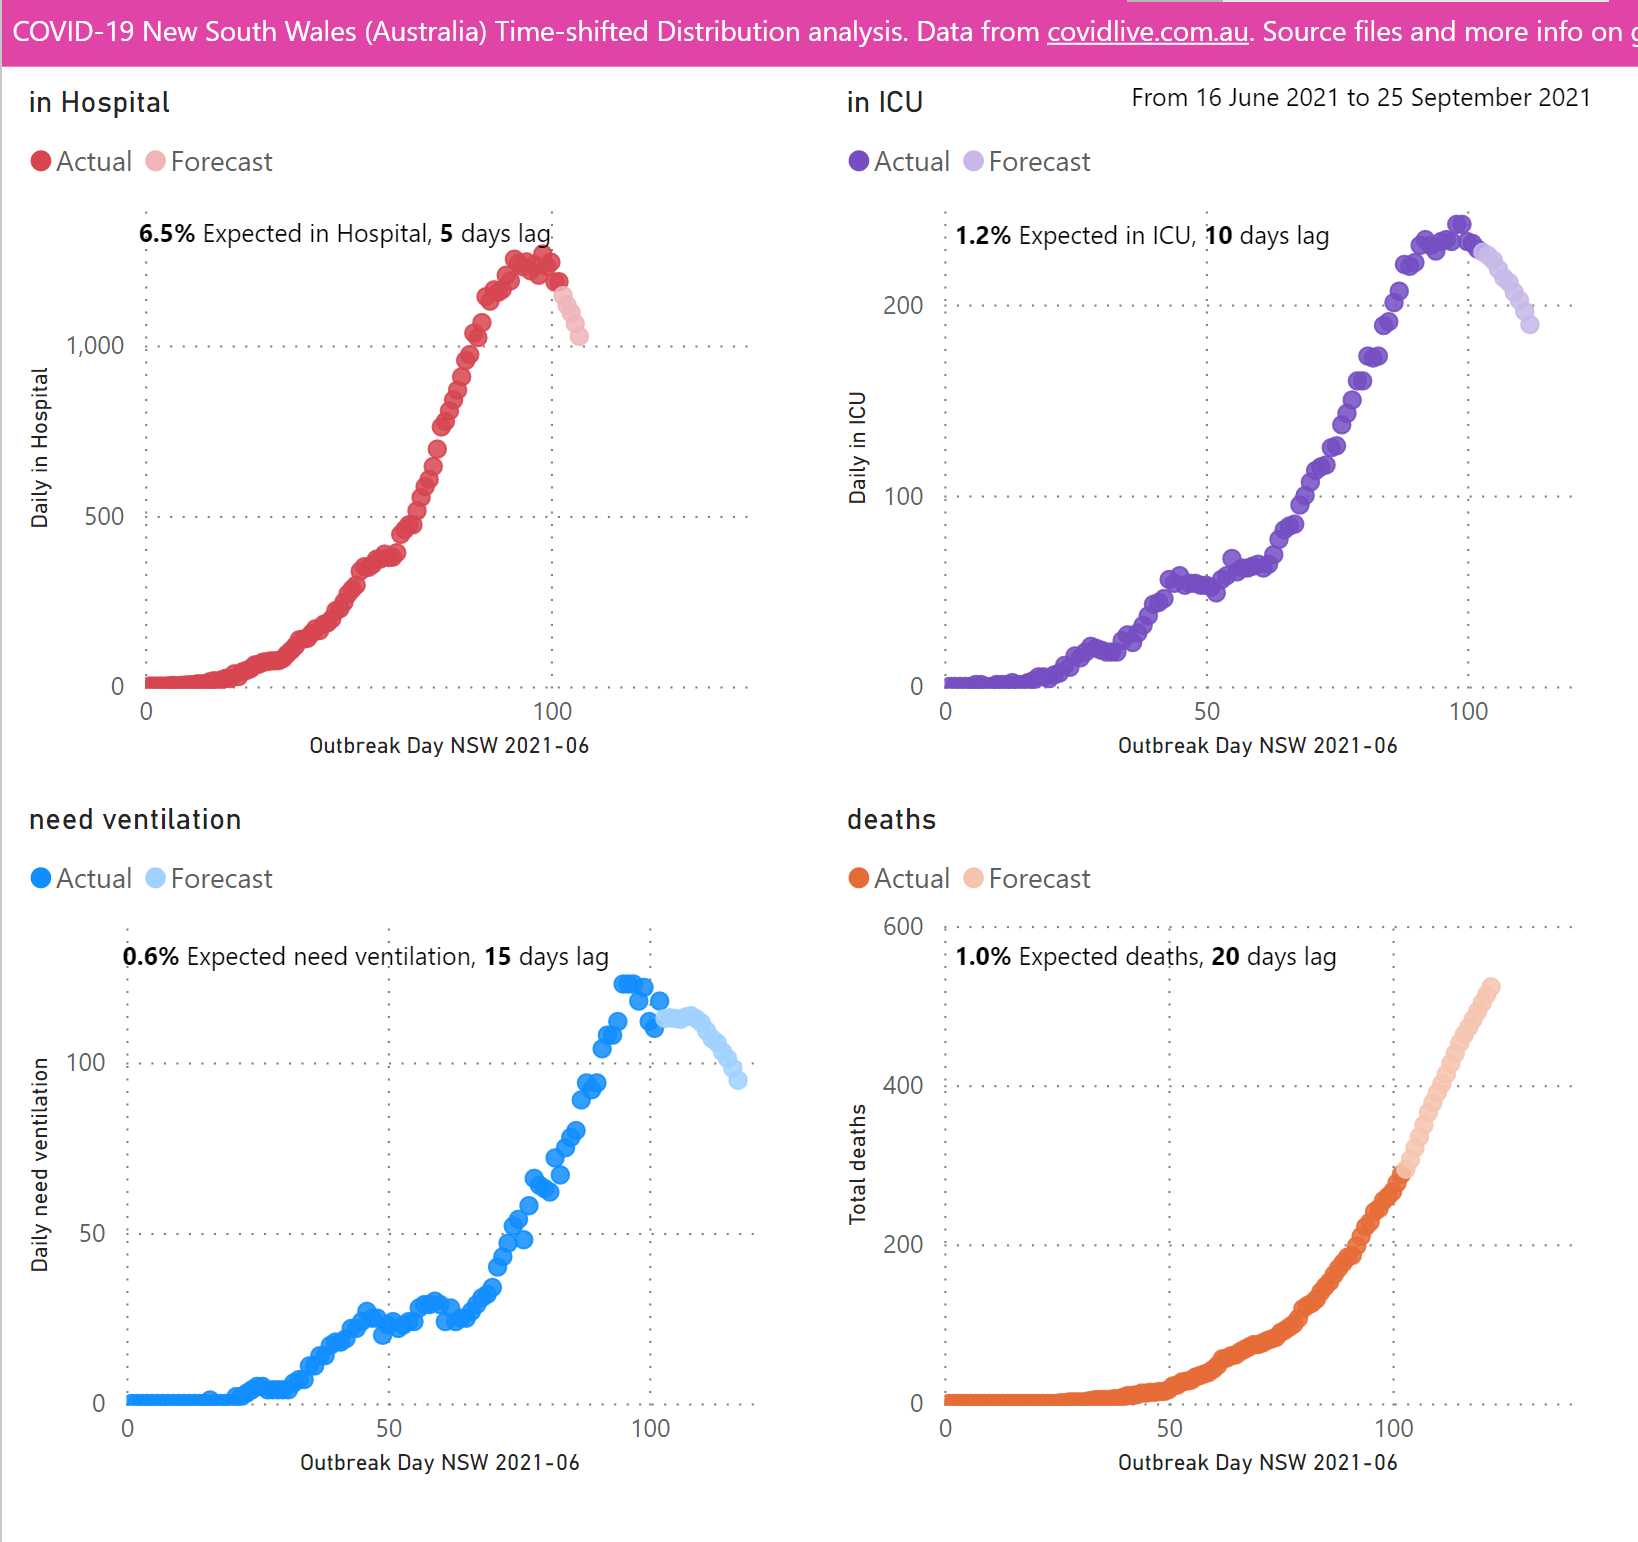 COVID-19 New South Wales (Australia) Time-shifted Distribution analysis. Data from covidlive.com.au. Source files and more info on
in Hospital
Actual Forecast
6.5% Expected in Hospital, 5 days lag
1,000
500
0
0 100
Daily in Hospital
Outbreak Day NSW 2021-06
in ICU
From 16 June 2021 to 25 September 2021
Actual Forecast
1.2% Expected in ICU, 10 days lag
200
100
0
0 50 100
Daily in ICU
Outbreak Day NSW 2021-06
need ventilation
Actual Forecast
0.6% Expected need ventilation, 15 days lag
100
50
0
0 50 100
Daily need ventilation
Outbreak Day NSW 2021-06
deaths
Actual Forecast
600
1.0% Expected deaths, 20 days lag
400
200
0
0 50 100
Total deaths
Outbreak Day NSW 2021-06